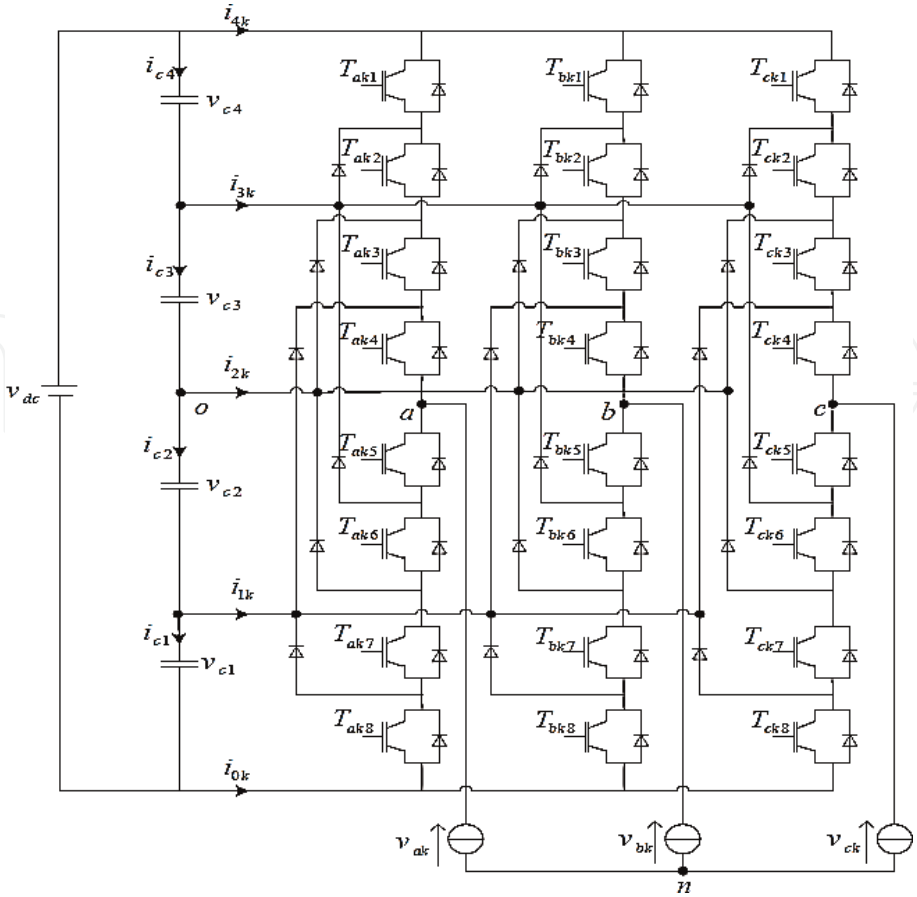 i4k
ic4
vc4
Tak1
Tbk1
Tck1
Tak2
Tbk2
Tck2
i3k
ic3
vc3
Tak3
Tbk3
Tck3
Tak4
Tbk4
Tck4
vdc
i2k
o
a
b
c
ic2
vc2
Tak5
Tbk5
Tck5
Tak6
Tbk6
Tck6
i1k
ic1
vc1
Tak7
Tbk7
Tck7
Tak8
Tbk8
Tck8
i0k
vak
vbk
vck
n